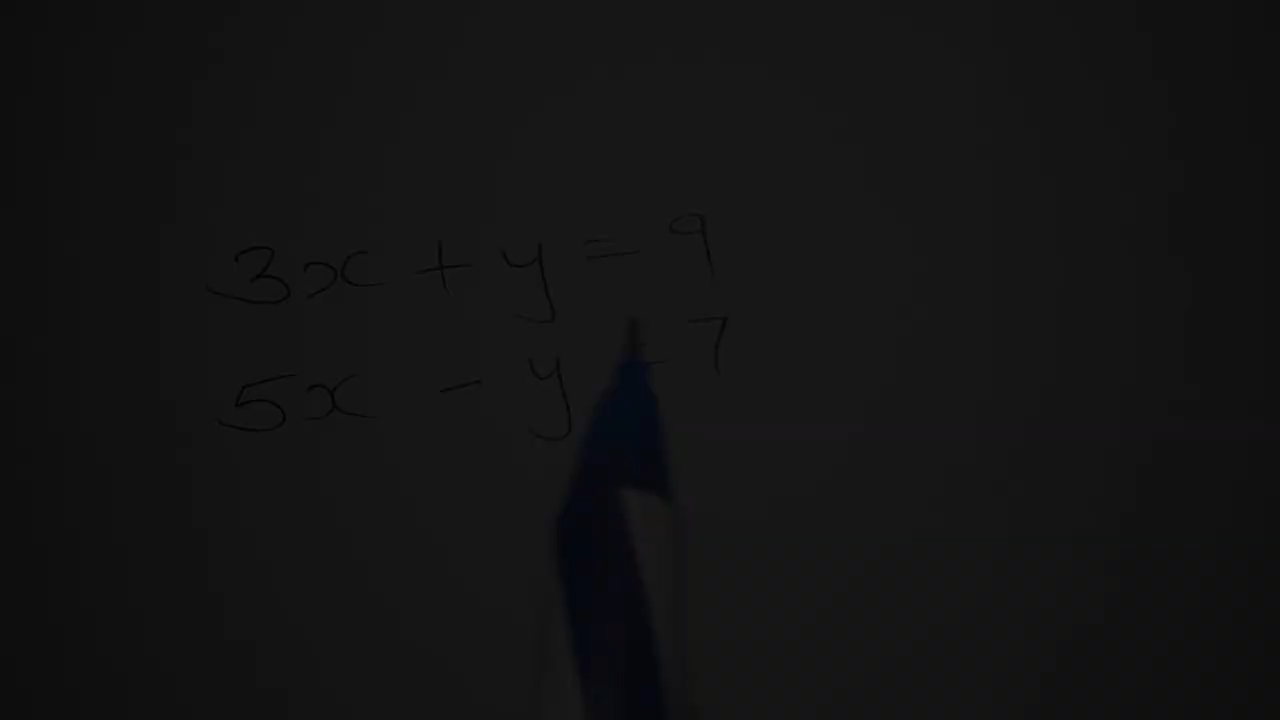 3x + y = 9
5x - y = 7